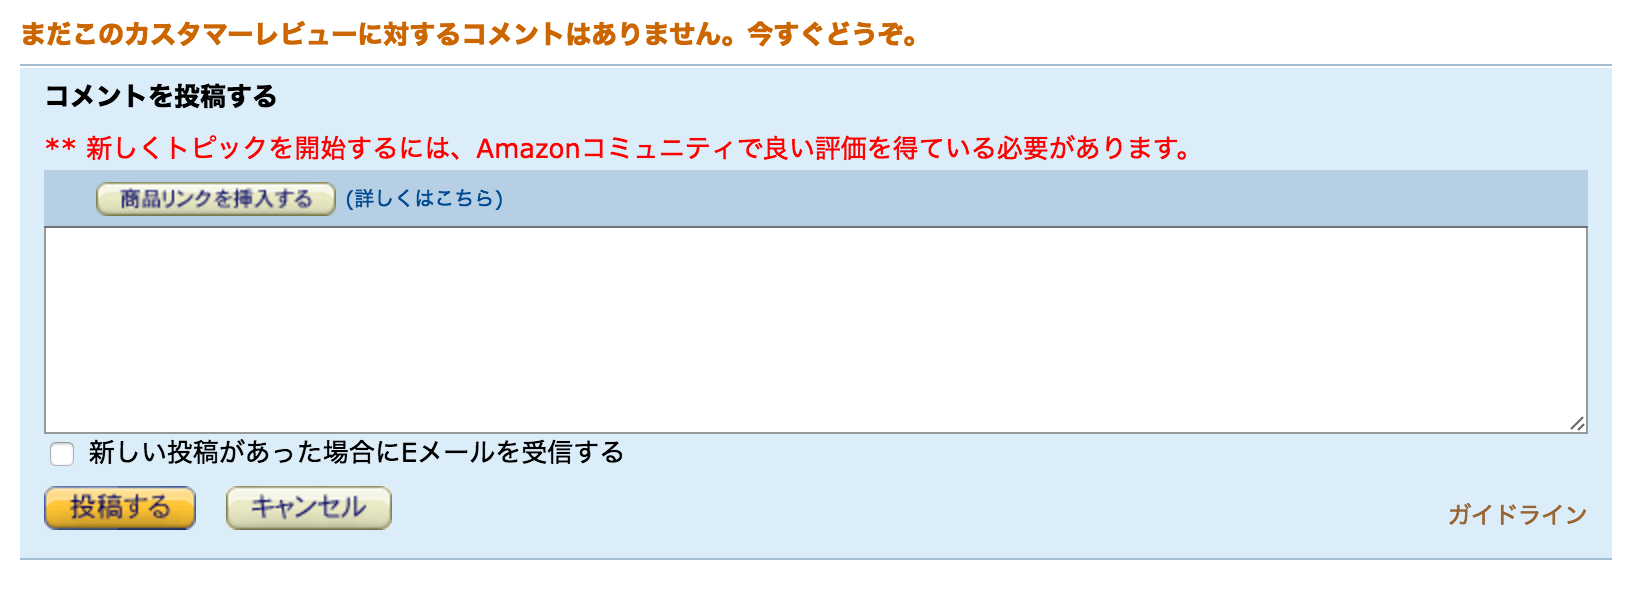 まだこのカスタマーレビューに対するコメントはありません。今すぐどうぞ。
コメントを投稿する
** 新しくトピックを開始するには、Amazonコミュニティで良い評価を得ている必要があります。
商品リンクを挿入する (詳しくはこちら)
新しい投稿があった場合にEメールを受信する
投稿する キャンセル ガイドライン